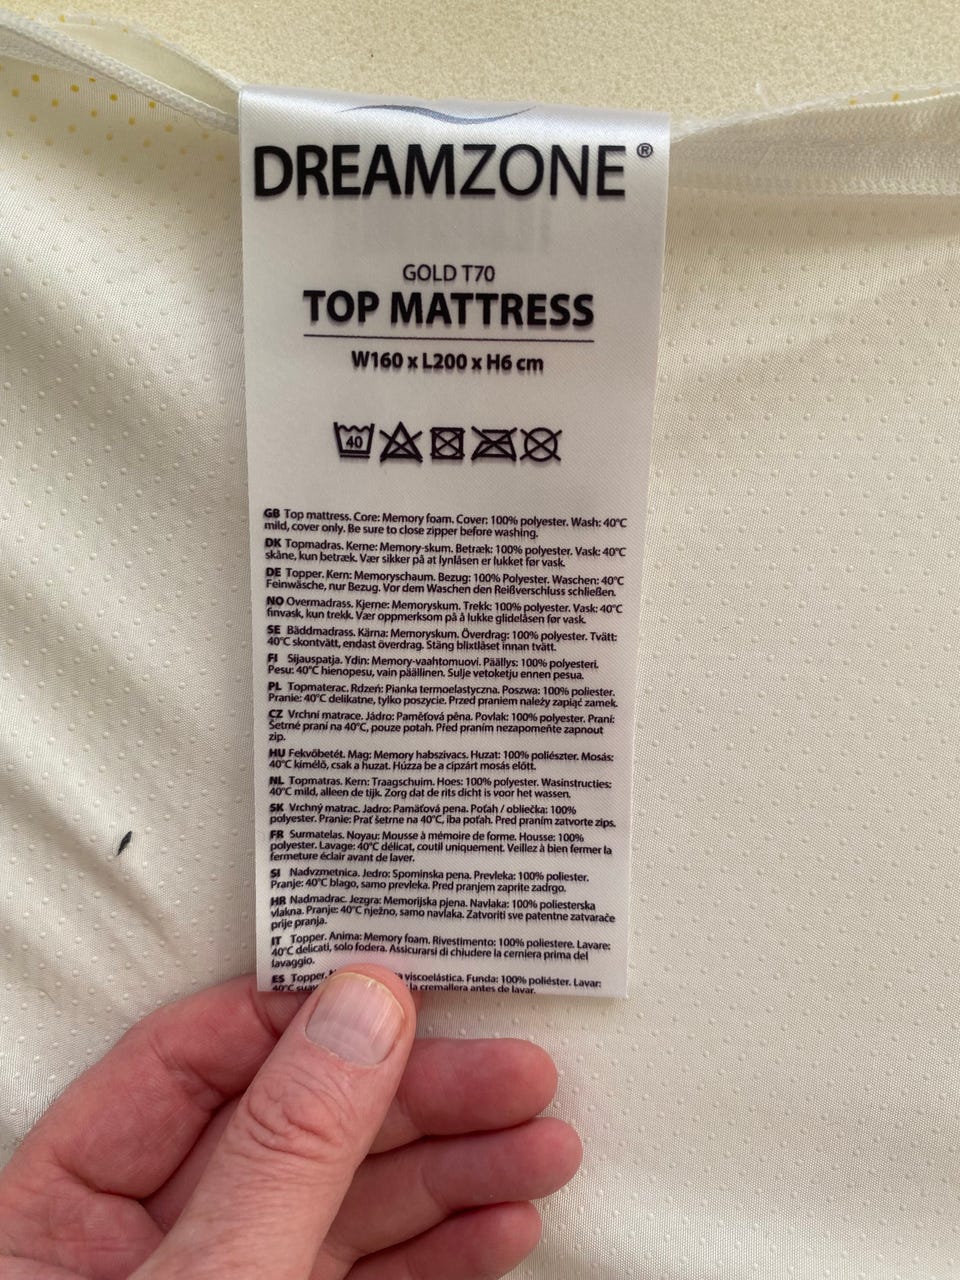 DREAMZONE®
GOLD T70
TOP MATTRESS
W160 x L200 x H6 cm
40
GB Top mattress. Core: Memory foam. Cover: 100% polyester. Wash: 40°C
mild, cover only. Be sure to close zipper before washing.
DK Topmadras. Kerne: Memory-skum. Betræk: 100% polyester. Vask: 40°C
skåne, kun betræk. Vær sikker på at lynlåsen er lukket før vask.
DE Topper. Kern: Memoryschaum. Bezug: 100% Polyester. Waschen: 40°C
Feinwäsche, nur Bezug. Vor dem Waschen den Reißverschluss schließen.
NO Overmadrass. Kjerne: Memoryskum. Trekk: 100% polyester. Vask: 40°C
finvask, kun trekk. Vær oppmerksom på å lukke glidelåsen før vask.
SE Bäddmadrass. Kärna: Memoryskum. Överdrag: 100% polyester. Tvätt:
40°C skontvätt, endast överdrag. Stäng blixtlåset innan tvätt.
FI Sijauspatja. Ydin: Memory-vaahtomuovi. Päällys: 100% polyesteri.
Pesu: 40°C hienopesu, vain päällinen. Sulje vetoketju ennen pesua.
PL Topmaterac. Rdzeń: Pianka termoelastyczna. Poszwa: 100% poliester.
Pranie: 40°C delikatne, tylko poszycie. Przed praniem należy zapiąć zamek.
CZ Vrchní matrace. Jádro: Paměťová pěna. Povlak: 100% polyester. Praní:
Šetrné praní na 40°C, pouze potah. Před praním nezapomeňte zapnout
zip.
HU Fekvőbetét. Mag: Memory habszivacs. Huzat: 100% poliészter. Mosás:
40°C kímélő, csak a huzat. Húzza be a cipzárt mosás előtt.
NL Topmatras. Kern: Traagschuim. Hoes: 100% polyester. Wasinstructies:
40°C mild, alleen de tijk. Zorg dat de rits dicht is voor het wassen.
SK Vrchný matrac. Jadro: Pamäťová pena. Poťah / obliečka: 100%
polyester. Pranie: Prať šetrne na 40°C, iba poťah. Pred praním zatvorte zips.
FR Surmatelas. Noyau: Mousse à mémoire de forme. Housse: 100%
polyester. Lavage: 40°C délicat, coutil uniquement. Veillez à bien fermer la
fermeture éclair avant de laver.
SI Nadvzmetnica. Jedro: Spominska pena. Prevleka: 100% poliester.
Pranje: 40°C blago, samo prevleka. Pred pranjem zaprite zadrgo.
HR Nadmadrac. Jezgra: Memorijska pjena. Navlaka: 100% poliesterska
vlakna. Pranje: 40°C nježno, samo navlaka. Zatvoriti sve patentne zatvarače
prije pranja.
IT Topper. Anima: Memory foam. Rivestimento: 100% poliestere. Lavare:
40°C delicati, solo fodera. Assicurarsi di chiudere la cerniera prima del
lavaggio.
ES Topper. viscoelástica. Funda: 100% poliéster. Lavar:
40°C la cremallera antes de lavar.